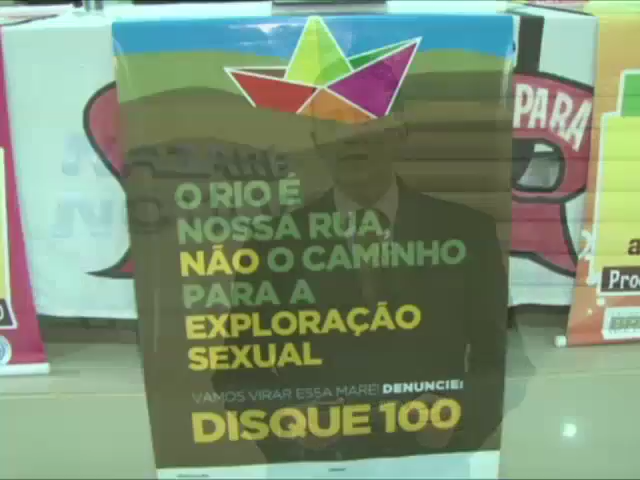 PARA
O RIO É
NOSSA RUA,
NÃO O CAMINHO
PARA A
EXPLORAÇÃO
SEXUAL
VAMOS VIRAR ESSA MARÉ! DENUNCIE:
DISQUE 100